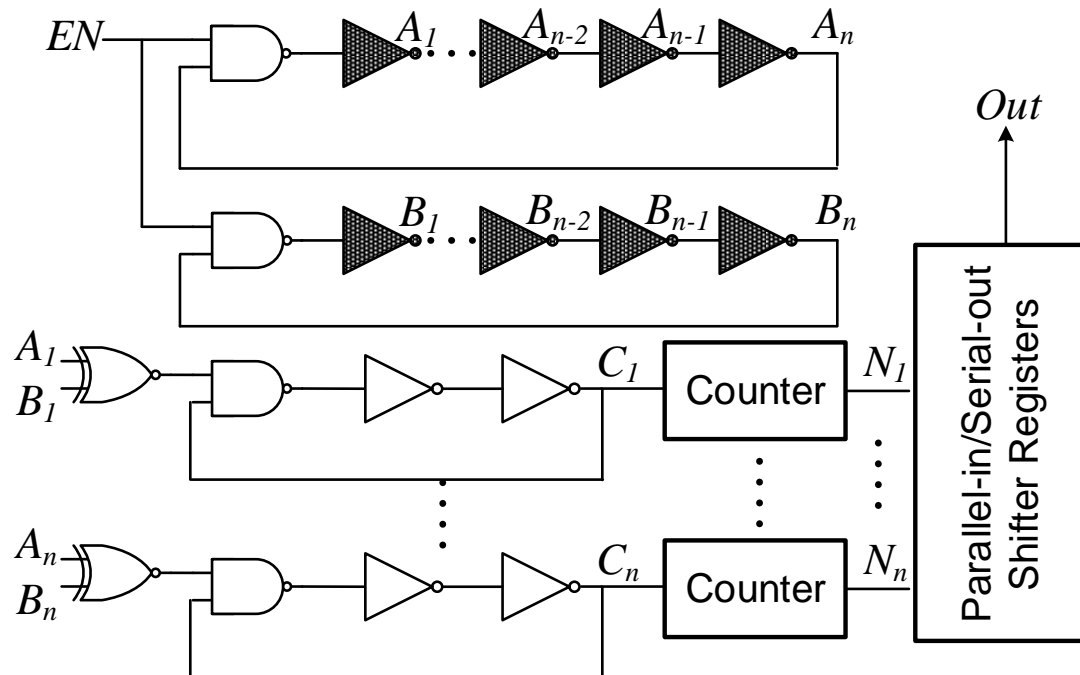 EN
A1
An-2
An-1
An
B1
Bn-2
Bn-1
Bn
Out
A1
B1
C1
Counter
N1
An
Bn
Cn
Counter
Nn
Parallel-in/Serial-out
Shifter Registers